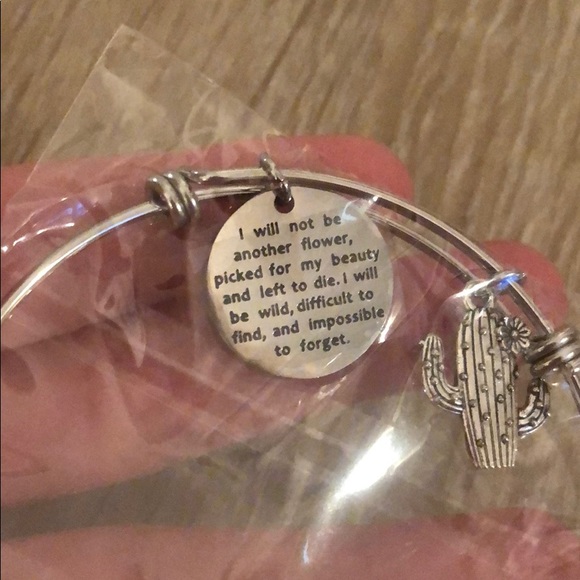 I will not be
another flower,
picked for my beauty
and left to die. I will
be wild, difficult to
find, and impossible
to forget.